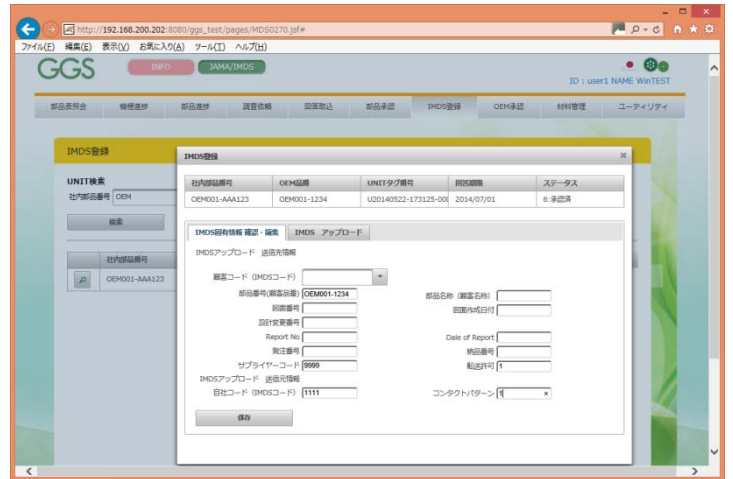 http://192.168.200.202:8080/ggs_test/pages/MDS0270.jsf#
ファイル(F) 編集(E) 表示(V) お気に入り(A) ツール(T) ヘルプ(H)
GGS INFO JAMA/IMDS
ID : user1 NAME WinTEST
部品表照会 機種進捗 部品進捗 調査依頼 回答取込 部品承認 IMDS登録 OEM承認 材料管理 ユーティリティ
IMDS登録
UNIT検索
社内部品番号 OEM
検索
社内部品番号
OEM001-AAA123
IMDS登録
社内部品番号 OEM品番 UNITタグ番号 回答期限 ステータス
OEM001-AAA123 OEM001-1234 U20140522-173125-00 2014/07/01 6:承認済
IMDS固有情報 確認・編集 IMDS アップロード
IMDSアップロード 送信先情報
顧客コード (IMDSコード)
部品番号(顧客品番) OEM001-1234 部品名称 (顧客名称)
図面番号 図面作成日付
設計変更番号
Report No Date of Report
発注番号 納品番号
サプライヤーコード 9999 転送許可 1
IMDSアップロード 送信元情報
自社コード (IMDSコード) 1111 コンタクトパターン 1
保存